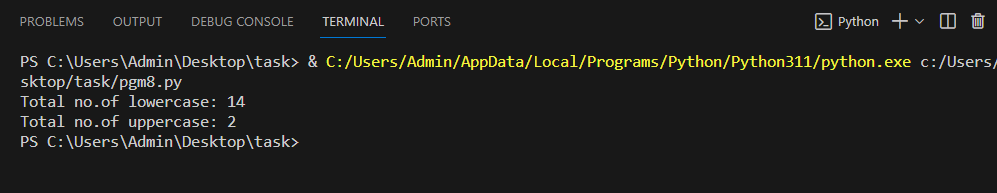 PROBLEMS OUTPUT DEBUG CONSOLE TERMINAL PORTS Python
PS C:\Users\Admin\Desktop\task> & C:/Users/Admin/AppData/Local/Programs/Python/Python311/python.exe c:/Users/
sktop/task/pgm8.py
Total no.of lowercase: 14
Total no.of uppercase: 2
PS C:\Users\Admin\Desktop\task>